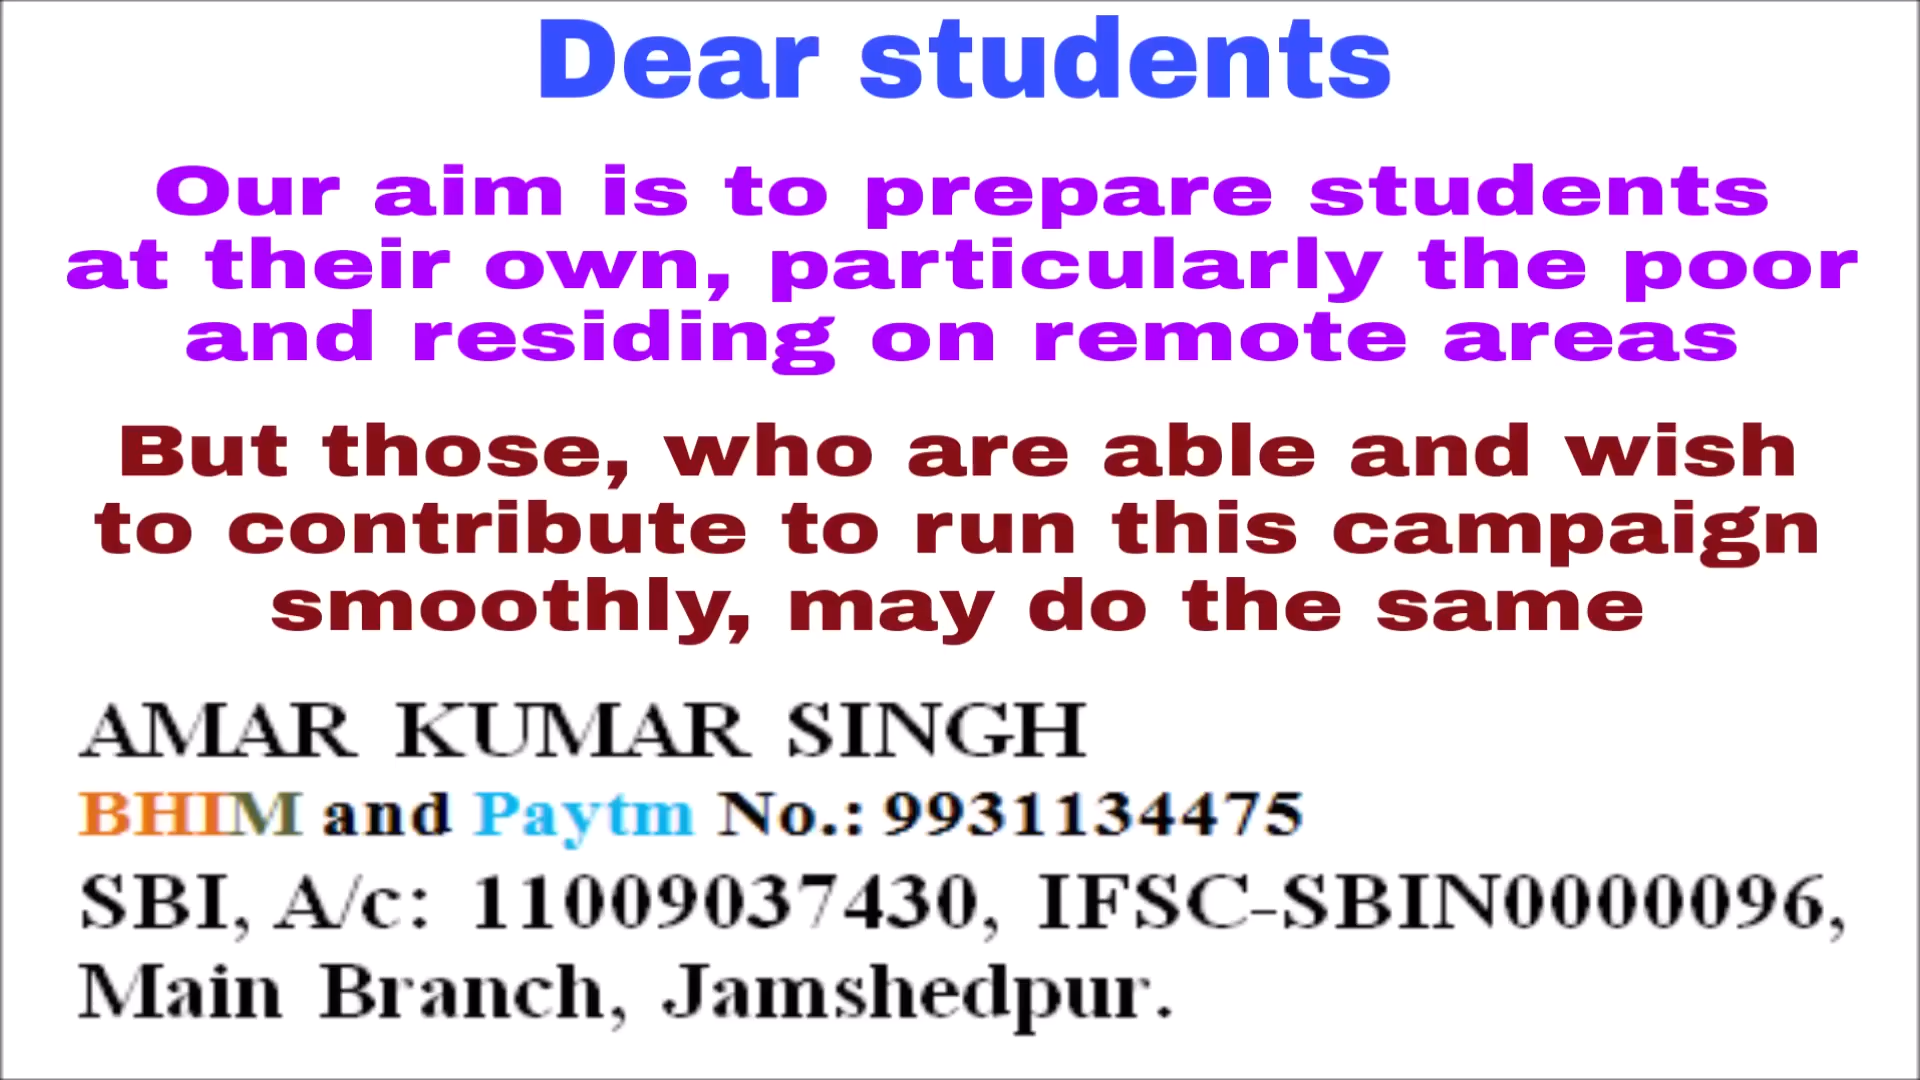 Dear students
Our aim is to prepare students
at their own, particularly the poor
and residing on remote areas
But those, who are able and wish
to contribute to run this campaign
smoothly, may do the same
AMAR KUMAR SINGH
BHIM and Paytm No.: 9931134475
SBI, A/c: 11009037430, IFSC-SBIN0000096,
Main Branch, Jamshedpur.